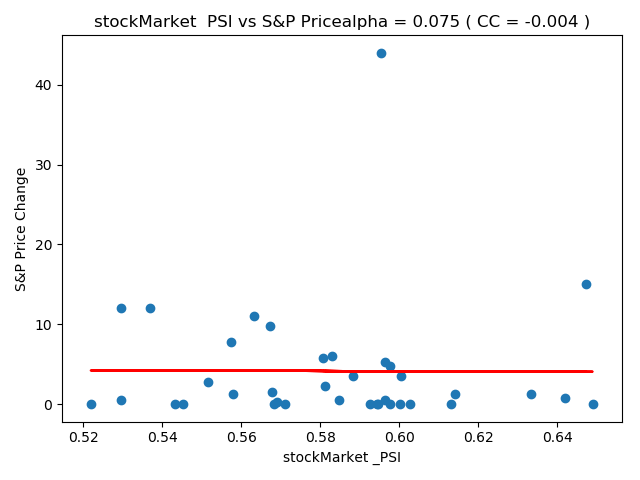 stockMarket  PSI vs S&P Pricealpha = 0.075 ( CC = -0.004 )
40
30
20
10
0
S&P Price Change
0.52 0.54 0.56 0.58 0.60 0.62 0.64
stockMarket _PSI